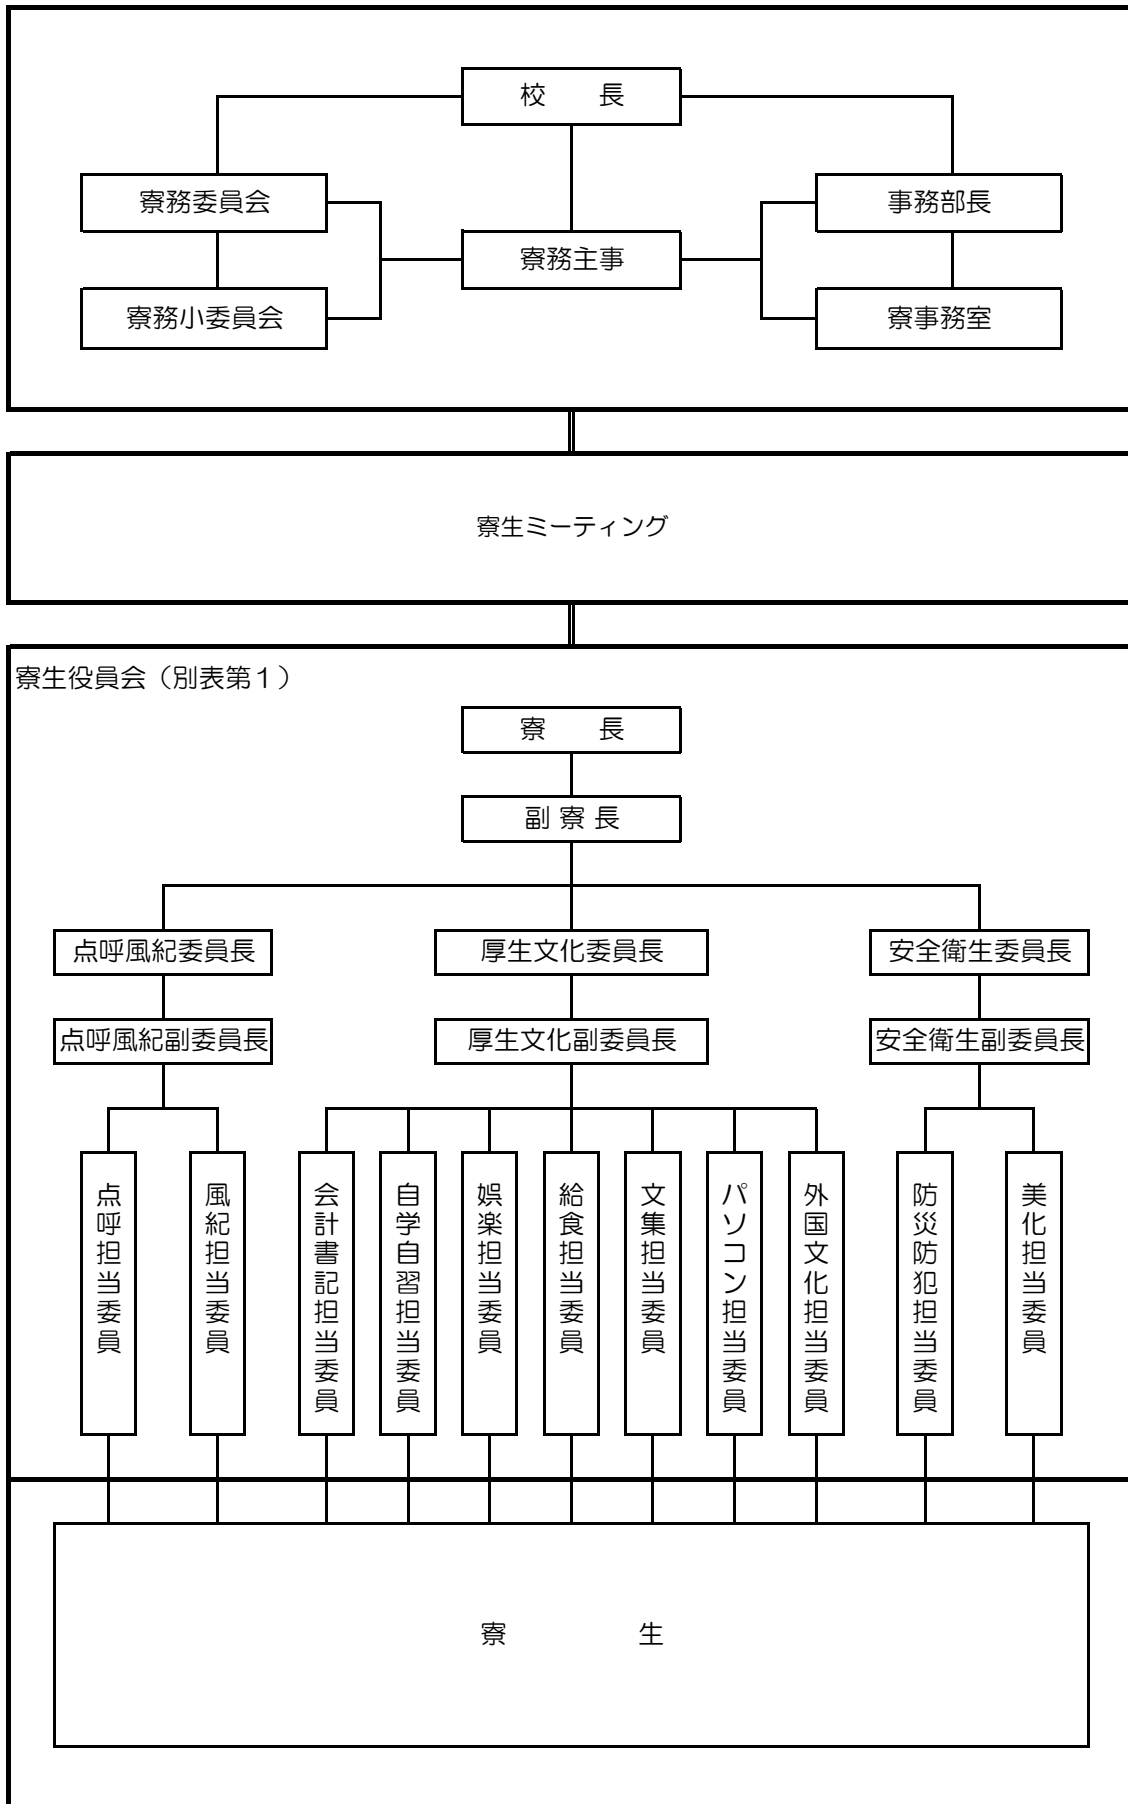 校　　長
寮務委員会
事務部長
寮務主事
寮務小委員会
寮事務室
寮生ミーティング
寮生役員会（別表第１）
寮　　長
副 寮 長
点呼風紀委員長
厚生文化委員長
安全衛生委員長
点呼風紀副委員長
厚生文化副委員長
安全衛生副委員長
点呼担当委員
風紀担当委員
会計書記担当委員
自学自習担当委員
娯楽担当委員
給食担当委員
文集担当委員
パソコン担当委員
外国文化担当委員
防災防犯担当委員
美化担当委員
寮　　　　　生